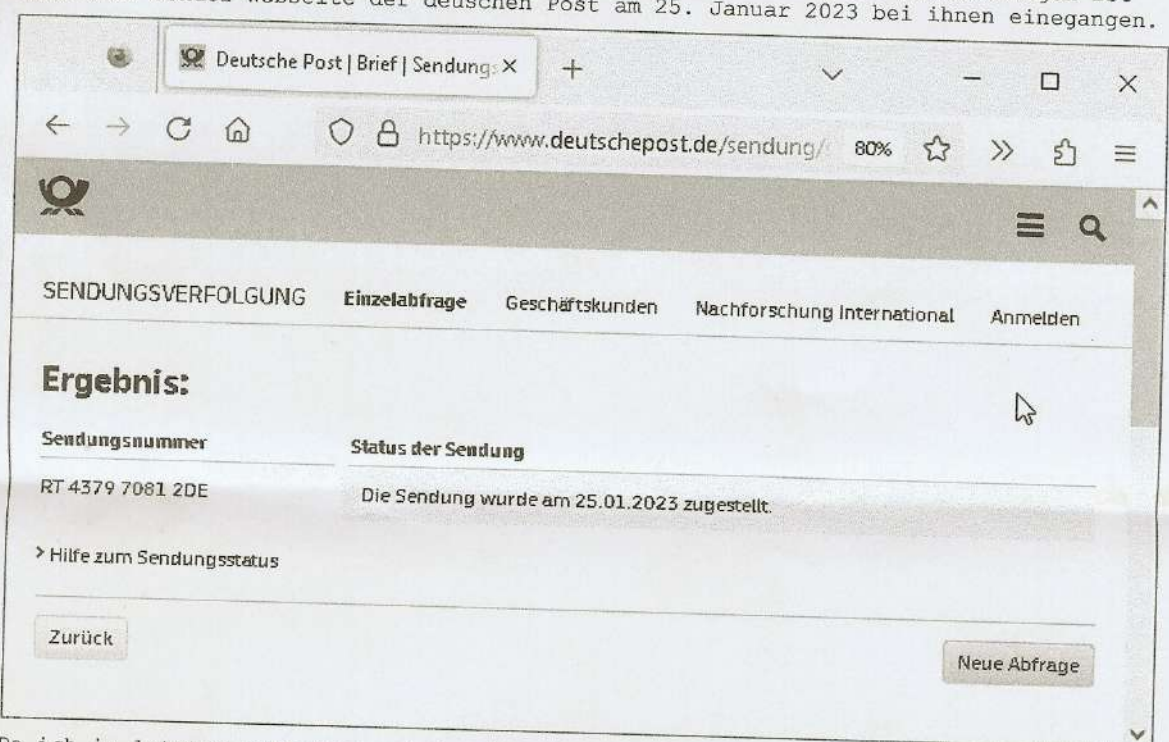 webseite der deuschen Post am 25. Januar 2023 bei ihnen einegangen.
Deutsche Post | Brief | Sendung
https://www.deutschepost.de/sendung/
80%
SENDUNGSVERFOLGUNG Einzelabfrage Geschäftskunden Nachforschung International Anmelden
Ergebnis:
Sendungsnummer Status der Sendung
RT 4379 7081 2DE Die Sendung wurde am 25.01.2023 zugestellt.
> Hilfe zum Sendungsstatus
Zurück
Neue Abfrage